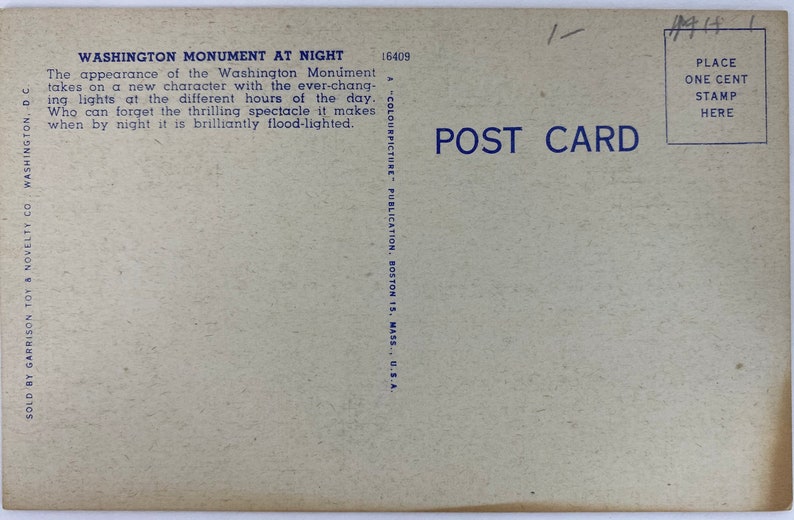 WASHINGTON MONUMENT AT NIGHT 16409
The appearance of the Washington Monument
takes on a new character with the ever-chang-
ing lights at the different hours of the day.
Who can forget the thrilling spectacle it makes
when by night it is brilliantly flood-lighted.
SOLD BY GARRISON TOY & NOVELTY CO., WASHINGTON, D. C.
A "COLOURPICTURE" PUBLICATION, BOSTON 15, MASS., U.S.A.
POST CARD
1-
PLACE
ONE CENT
STAMP
HERE